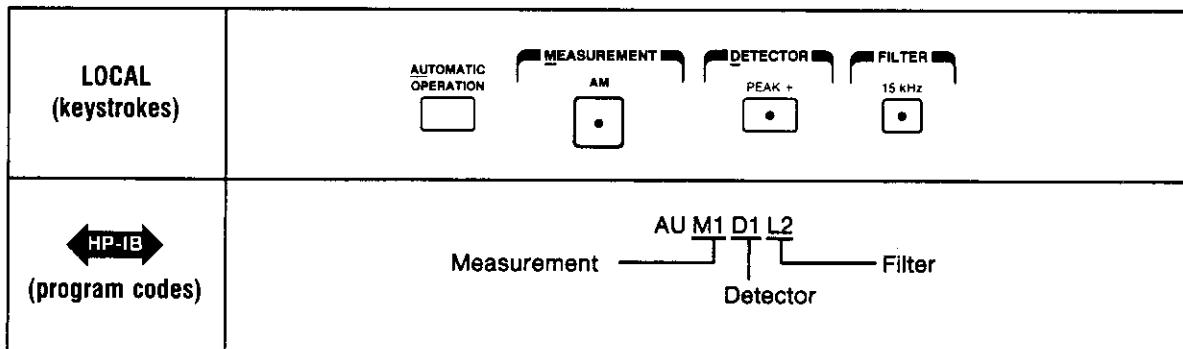 LOCAL
(keystrokes)
AUTOMATIC
OPERATION
MEASUREMENT
AM
DETECTOR
PEAK +
FILTER
15 kHz
HP-IB
(program codes)
AU M1 D1 L2
Measurement
Filter
Detector